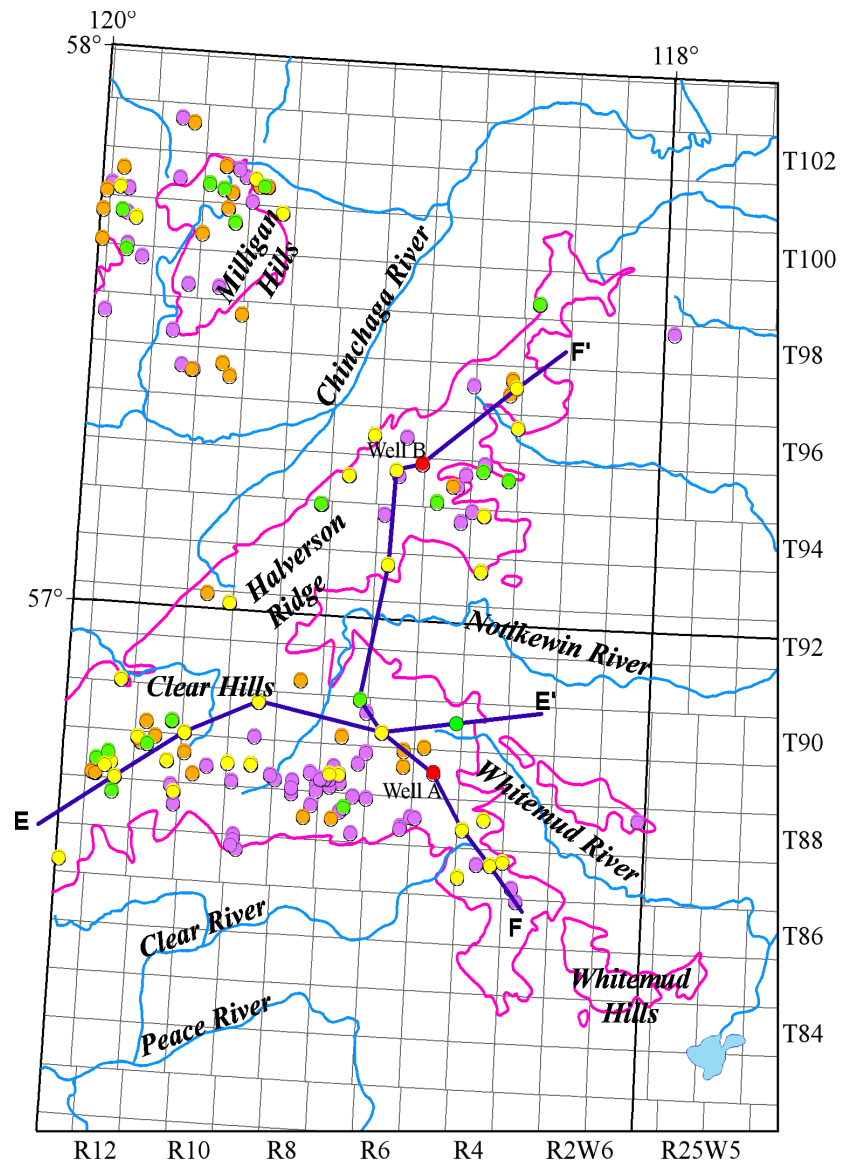 120°
58°
118°
T102
Milligan
Hills
Chinchaga River
T100
T98
F'
Well B
T96
Halverson
Ridge
T94
57°
Notikewin River
T92
Clear Hills
E'
T90
Well A
Whitemud River
E
T88
Clear River
F
T86
Whitemud
Hills
Peace River
T84
R12
R10
R8
R6
R4
R2W6
R25W5